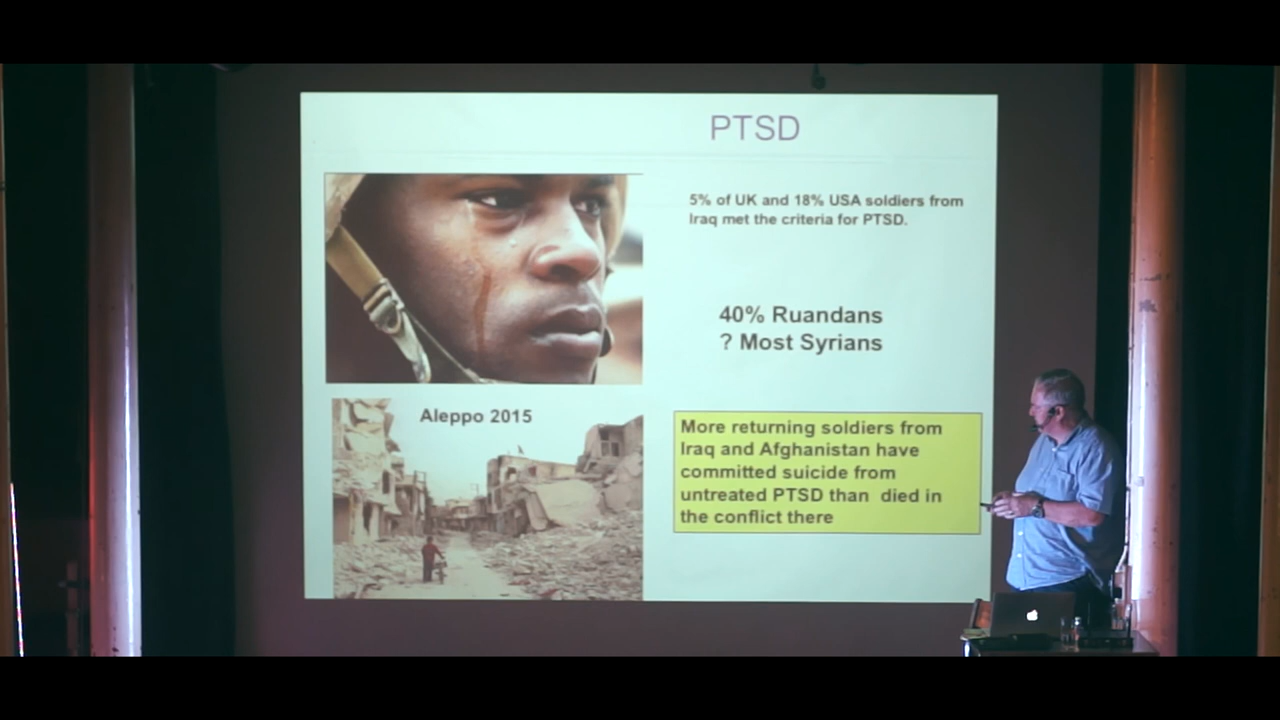 PTSD
5% of UK and 18% USA soldiers from
Iraq met the criteria for PTSD.
40% Ruandans
? Most Syrians
Aleppo 2015
More returning soldiers from
Iraq and Afghanistan have
committed suicide from
untreated PTSD than died in
the conflict there